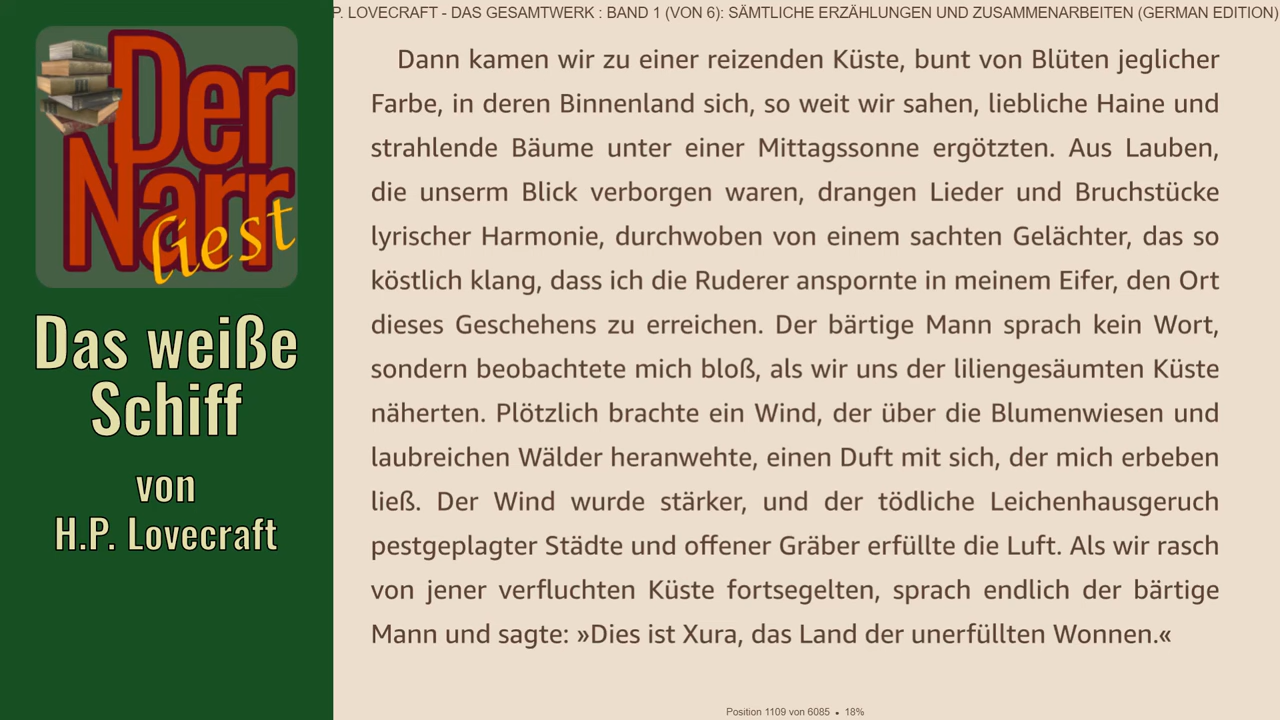 Der
Narr
liest
Das weiße
Schiff
von
H.P. Lovecraft
P. LOVECRAFT - DAS GESAMTWERK : BAND 1 (VON 6): SÄMTLICHE ERZÄHLUNGEN UND ZUSAMMENARBEITEN (GERMAN EDITION)
Dann kamen wir zu einer reizenden Küste, bunt von Blüten jeglicher
Farbe, in deren Binnenland sich, so weit wir sahen, liebliche Haine und
strahlende Bäume unter einer Mittagssonne ergötzten. Aus Lauben,
die unserm Blick verborgen waren, drangen Lieder und Bruchstücke
lyrischer Harmonie, durchwoben von einem sachten Gelächter, das so
köstlich klang, dass ich die Ruderer anspornte in meinem Eifer, den Ort
dieses Geschehens zu erreichen. Der bärtige Mann sprach kein Wort,
sondern beobachtete mich bloß, als wir uns der liliengesäumten Küste
näherten. Plötzlich brachte ein Wind, der über die Blumenwiesen und
laubreichen Wälder heranwehte, einen Duft mit sich, der mich erbeben
ließ. Der Wind wurde stärker, und der tödliche Leichenhausgeruch
pestgeplagter Städte und offener Gräber erfüllte die Luft. Als wir rasch
von jener verfluchten Küste fortsegelten, sprach endlich der bärtige
Mann und sagte: »Dies ist Xura, das Land der unerfüllten Wonnen.«
Position 1109 von 6085 • 18%